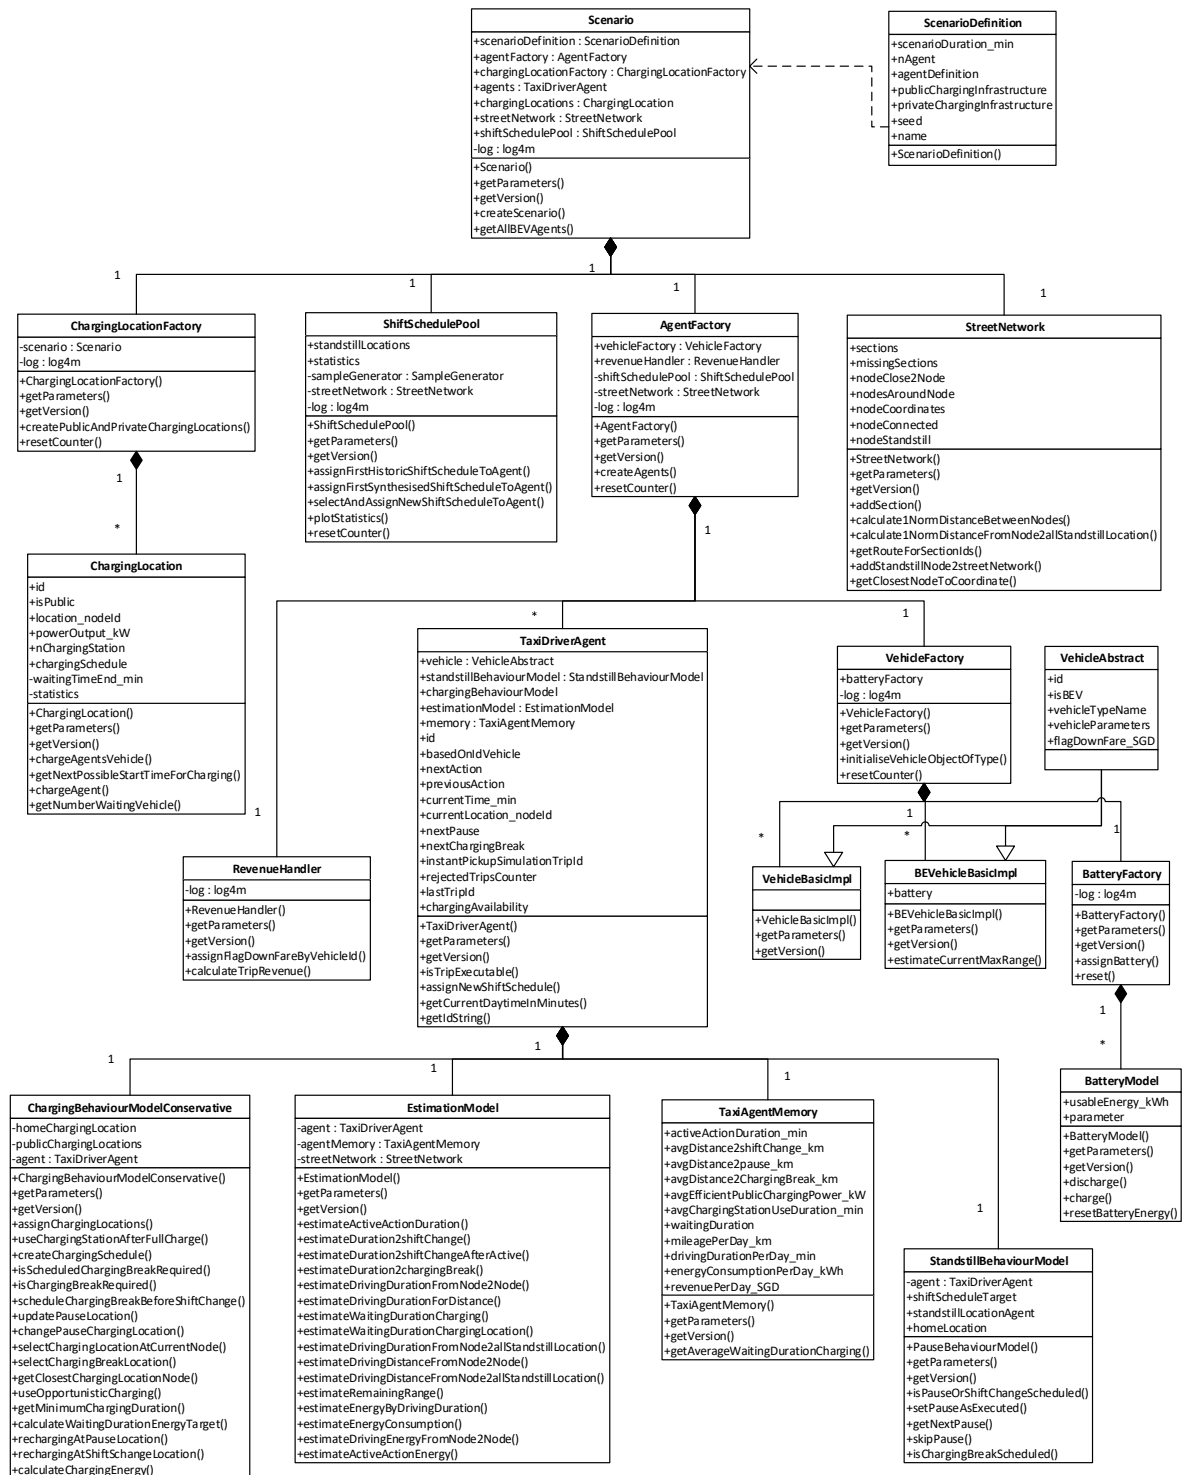 Scenario
+scenarioDefinition : ScenarioDefinition
+agentFactory : AgentFactory
+chargingLocationFactory : ChargingLocationFactory
+agents : TaxiDriverAgent
+chargingLocations : ChargingLocation
+streetNetwork : StreetNetwork
+shiftSchedulePool : ShiftSchedulePool
-log : log4m
+Scenario()
+getParameters()
+getVersion()
+createScenario()
+getAllBEVAgents()
ScenarioDefinition
+scenarioDuration_min
+nAgent
+agentDefinition
+publicChargingInfrastructure
+privateChargingInfrastructure
+seed
+name
+ScenarioDefinition()
1
1
1
1
1
ChargingLocationFactory
-scenario : Scenario
-log : log4m
+ChargingLocationFactory()
+getParameters()
+getVersion()
+createPublicAndPrivateChargingLocations()
+resetCounter()
ShiftSchedulePool
+standstillLocations
+statistics
-sampleGenerator : SampleGenerator
-streetNetwork : StreetNetwork
-log : log4m
+ShiftSchedulePool()
+getParameters()
+getVersion()
+assignFirstHistoricShiftScheduleToAgent()
+assignFirstSynthesisedShiftScheduleToAgent()
+selectAndAssignNewShiftScheduleToAgent()
+plotStatistics()
+resetCounter()
AgentFactory
+vehicleFactory : VehicleFactory
+revenueHandler : RevenueHandler
-shiftSchedulePool : ShiftSchedulePool
-streetNetwork : StreetNetwork
-log : log4m
+AgentFactory()
+getParameters()
+getVersion()
+createAgents()
+resetCounter()
StreetNetwork
+sections
+missingSections
+nodeClose2Node
+nodesAroundNode
+nodeCoordinates
+nodeConnected
+nodeStandstill
+StreetNetwork()
+getParameters()
+getVersion()
+addSection()
+calculate1NormDistanceBetweenNodes()
+calculate1NormDistanceFromNode2allStandstillLocation()
+getRouteForSectionIds()
+addStandstillNode2streetNetwork()
+getClosestNodeToCoordinate()
1
*
1
*
1
1
ChargingLocation
+id
+isPublic
+location_nodeId
+powerOutput_kW
+nChargingStation
+chargingSchedule
-waitingTimeEnd_min
-statistics
+ChargingLocation()
+getParameters()
+getVersion()
+chargeAgentsVehicle()
+getNextPossibleStartTimeForCharging()
+chargeAgent()
+getNumberWaitingVehicle()
TaxiDriverAgent
+vehicle : VehicleAbstract
+standstillBehaviourModel : StandstillBehaviourModel
+chargingBehaviourModel
+estimationModel : EstimationModel
+memory : TaxiAgentMemory
+id
+basedOnIdVehicle
+nextAction
+previousAction
+currentTime_min
+currentLocation_nodeId
+nextPause
+nextChargingBreak
+instantPickupSimulationTripId
+rejectedTripsCounter
+lastTripId
+chargingAvailability
+TaxiDriverAgent()
+getParameters()
+getVersion()
+isTripExecutable()
+assignNewShiftSchedule()
+getCurrentDaytimeInMinutes()
+getIdString()
VehicleFactory
+batteryFactory
-log : log4m
+VehicleFactory()
+getParameters()
+getVersion()
+initialiseVehicleObjectOfType()
+resetCounter()
VehicleAbstract
+id
+isBEV
+vehicleTypeName
+vehicleParameters
+flagDownFare_SGD
1
*
*
1
RevenueHandler
-log : log4m
+RevenueHandler()
+getParameters()
+getVersion()
+assignFlagDownFareByVehicleId()
+calculateTripRevenue()
VehicleBasicImpl
+VehicleBasicImpl()
+getParameters()
+getVersion()
BEVehicleBasicImpl
+battery
+BEVehicleBasicImpl()
+getParameters()
+getVersion()
+estimateCurrentMaxRange()
BatteryFactory
-log : log4m
+BatteryFactory()
+getParameters()
+getVersion()
+assignBattery()
+reset()
1
*
1
1
1
1
1
ChargingBehaviourModelConservative
-homeChargingLocation
-publicChargingLocations
-agent : TaxiDriverAgent
+ChargingBehaviourModelConservative()
+getParameters()
+getVersion()
+assignChargingLocations()
+useChargingStationAfterFullCharge()
+createChargingSchedule()
+isScheduledChargingBreakRequired()
+isChargingBreakRequired()
+scheduleChargingBreakBeforeShiftChange()
+updatePauseLocation()
+changePauseChargingLocation()
+selectChargingLocationAtCurrentNode()
+selectChargingBreakLocation()
+getClosestChargingLocationNode()
+useOpportunisticCharging()
+getMinimumChargingDuration()
+calculateWaitingDurationEnergyTarget()
+rechargingAtPauseLocation()
+rechargingAtShiftSchangeLocation()
+calculateChargingEnergy()
EstimationModel
-agent : TaxiDriverAgent
-agentMemory : TaxiAgentMemory
-streetNetwork : StreetNetwork
+EstimationModel()
+getParameters()
+getVersion()
+estimateActiveActionDuration()
+estimateDuration2shiftChange()
+estimateDuration2shiftChangeAfterActive()
+estimateDuration2chargingBreak()
+estimateDrivingDurationFromNode2Node()
+estimateDrivingDurationForDistance()
+estimateWaitingDurationCharging()
+estimateWaitingDurationChargingLocation()
+estimateDrivingDurationFromNode2allStandstillLocation()
+estimateDrivingDistanceFromNode2Node()
+estimateDrivingDistanceFromNode2allStandstillLocation()
+estimateRemainingRange()
+estimateEnergyByDrivingDuration()
+estimateEnergyConsumption()
+estimateDrivingEnergyFromNode2Node()
+estimateActiveActionEnergy()
TaxiAgentMemory
+activeActionDuration_min
+avgDistance2shiftChange_km
+avgDistance2pause_km
+avgDistance2ChargingBreak_km
+avgEfficientPublicChargingPower_kW
+avgChargingStationUseDuration_min
+waitingDuration
+mileagePerDay_km
+drivingDurationPerDay_min
+energyConsumptionPerDay_kWh
+revenuePerDay_SGD
+TaxiAgentMemory()
+getParameters()
+getVersion()
+getAverageWaitingDurationCharging()
StandstillBehaviourModel
-agent : TaxiDriverAgent
+shiftScheduleTarget
+standstillLocationAgent
+homeLocation
+PauseBehaviourModel()
+getParameters()
+getVersion()
+isPauseOrShiftChangeScheduled()
+setPauseAsExecuted()
+getNextPause()
+skipPause()
+isChargingBreakScheduled()
BatteryModel
+usableEnergy_kWh
+parameter
+BatteryModel()
+getParameters()
+getVersion()
+discharge()
+charge()
+resetBatteryEnergy()